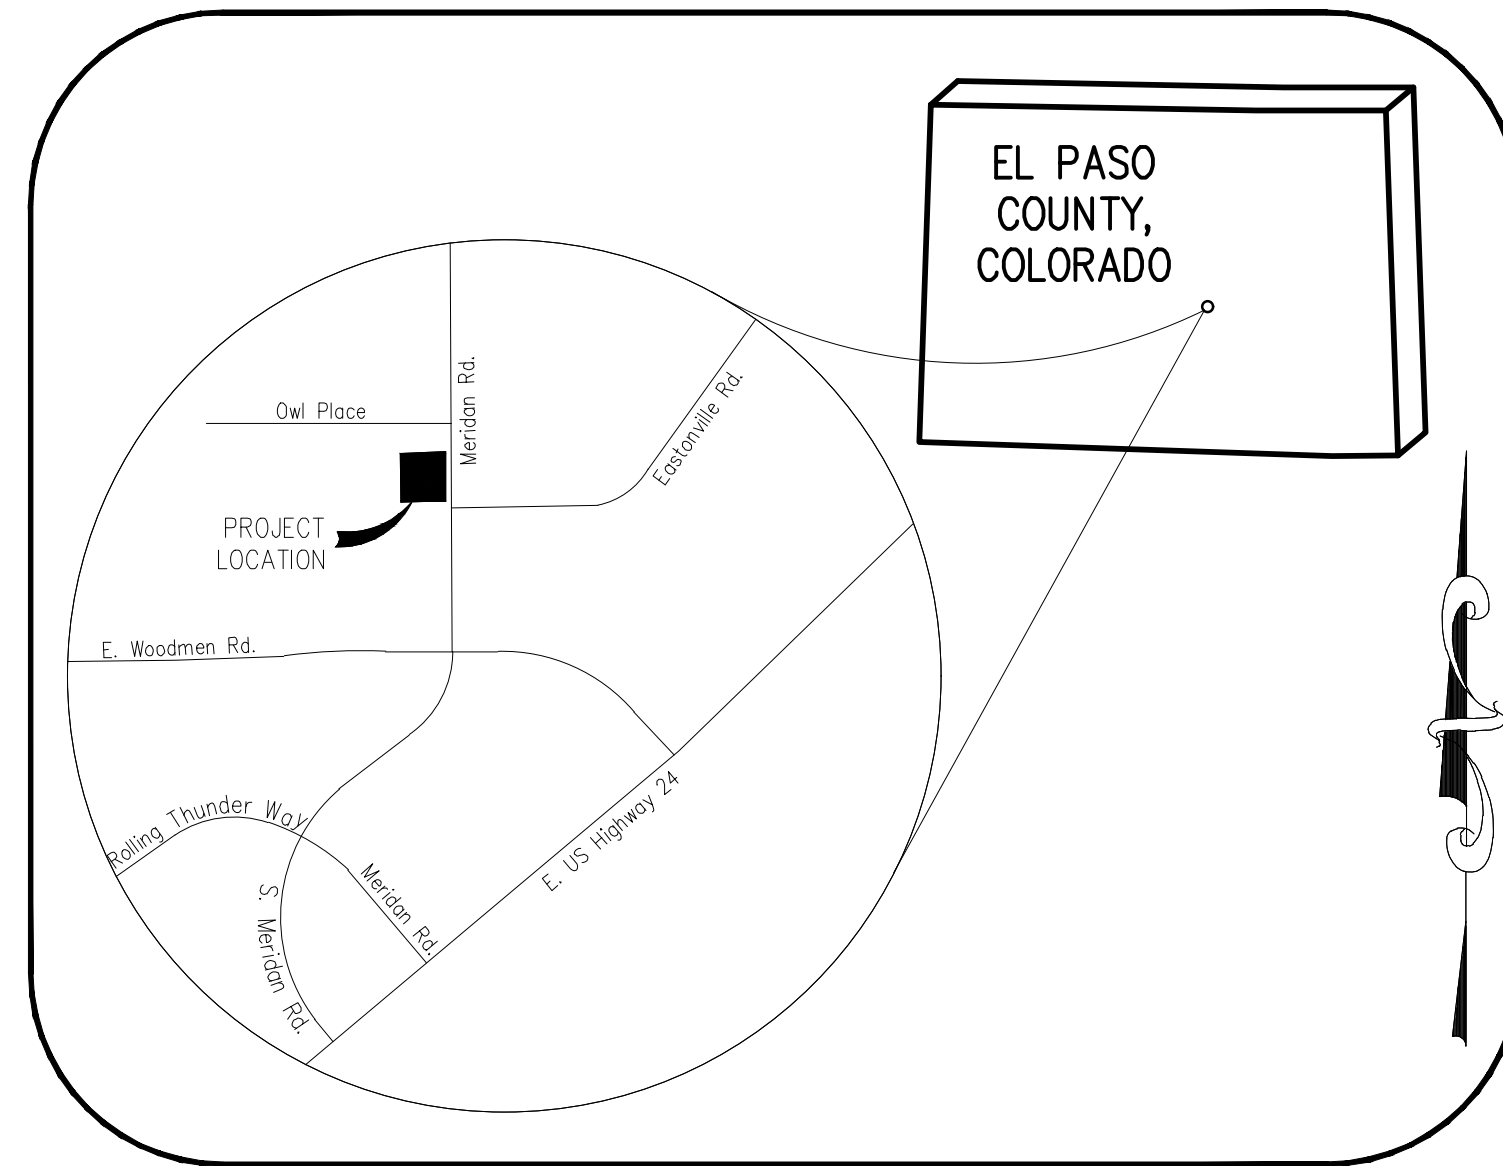 EL PASO
COUNTY,
COLORADO
Meridan Rd.
Owl Place
Eastonville Rd.
PROJECT
LOCATION
E. Woodmen Rd.
Rolling Thunder Way
Meridan Rd.
E. US Highway 24
S. Meridan Rd.